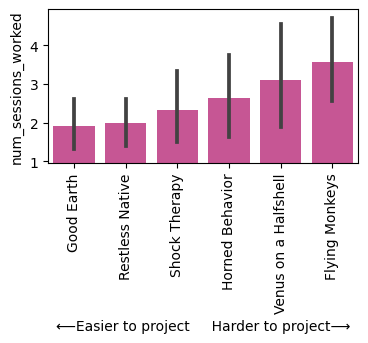 num_sessions_worked
4
3
2
1
Good Earth
Restless Native
Shock Therapy
Horned Behavior
Venus on a Halfshell
Flying Monkeys
⟵Easier to project
Harder to project⟶